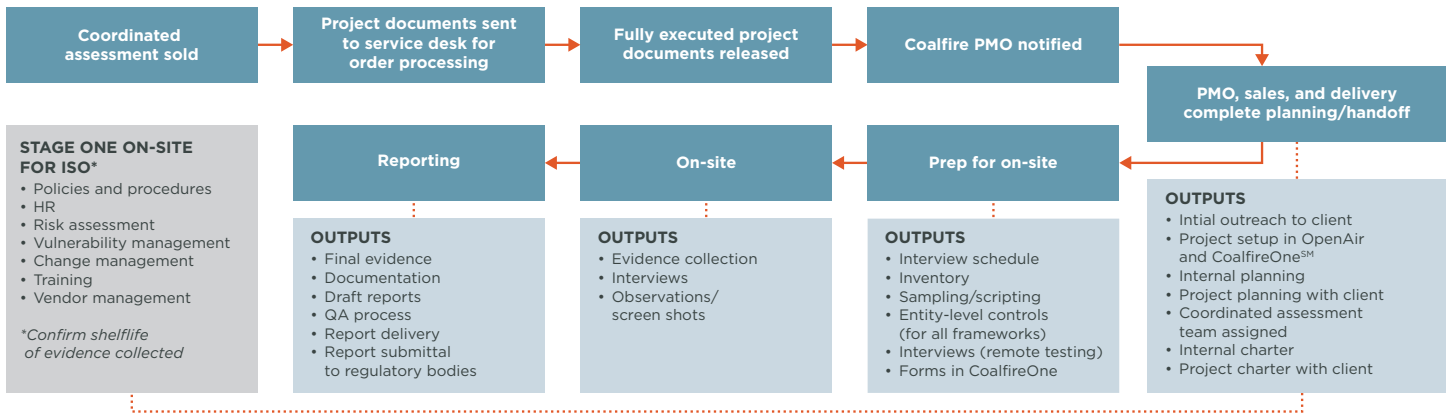 Coordinated
assessment sold
Project documents sent
to service desk for
order processing
Fully executed project
documents released
Coalfire PMO notified
PMO, sales, and delivery
complete planning/handoff
OUTPUTS
• Intial outreach to client
• Project setup in OpenAir
and CoalfireOne℠
• Internal planning
• Project planning with client
• Coordinated assessment
team assigned
• Internal charter
• Project charter with client
Prep for on-site
OUTPUTS
• Interview schedule
• Inventory
• Sampling/scripting
• Entity-level controls
(for all frameworks)
• Interviews (remote testing)
• Forms in CoalfireOne
On-site
OUTPUTS
• Evidence collection
• Interviews
• Observations/
screen shots
Reporting
OUTPUTS
• Final evidence
• Documentation
• Draft reports
• QA process
• Report delivery
• Report submittal
to regulatory bodies
STAGE ONE ON-SITE
FOR ISO*
• Policies and procedures
• HR
• Risk assessment
• Vulnerability management
• Change management
• Training
• Vendor management
*Confirm shelflife
of evidence collected